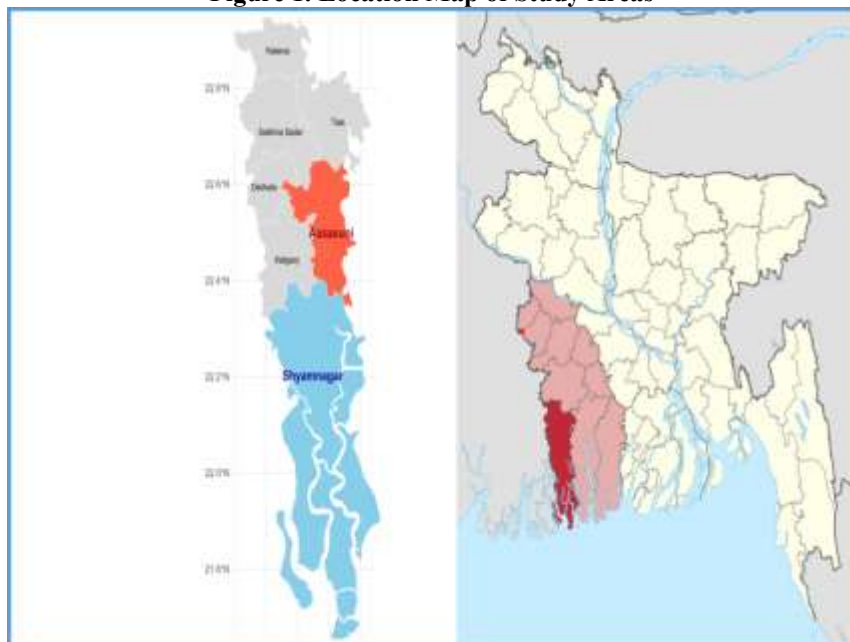 Figure 1: Location Map of Study Areas
Kalaroa
22.8°N
Satkhira Sadar
Tala
22.6°N
Debhata
Assasuni
Kaliganj
22.4°N
22.2°N
Shyamnagar
22.0°N
21.8°N